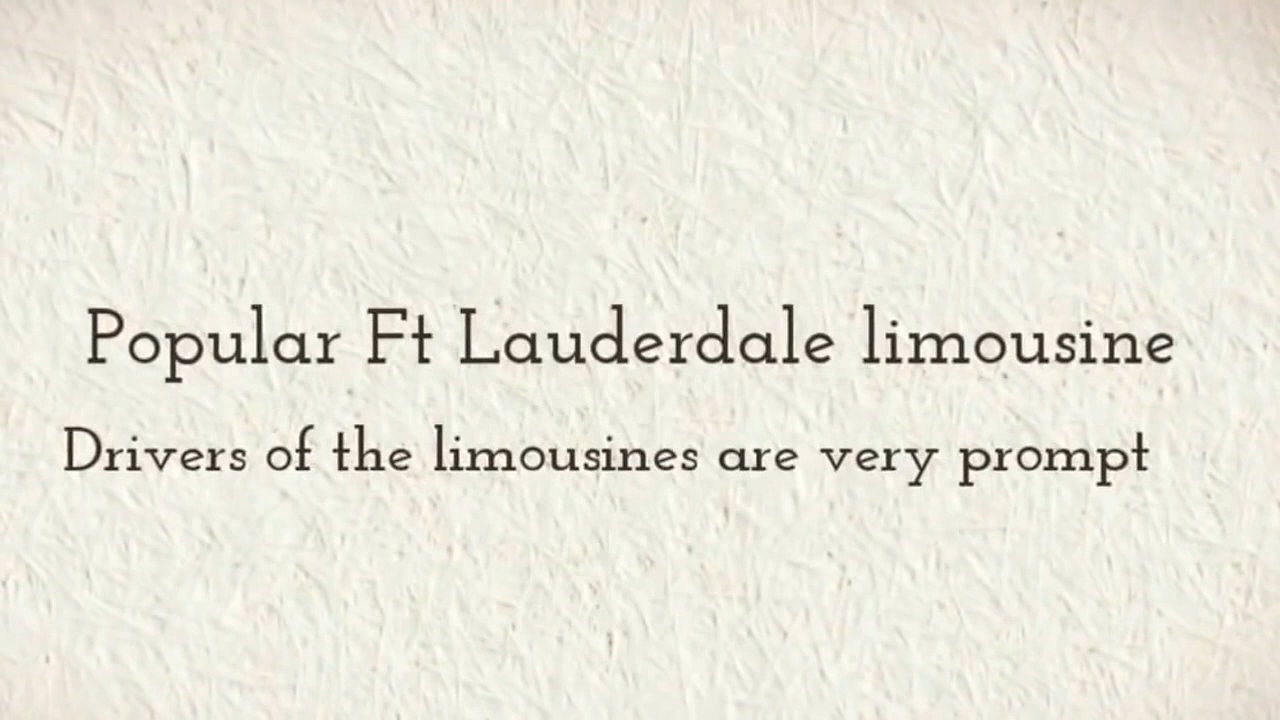 Popular Ft Lauderdale limousine
Drivers of the limousines are very prompt